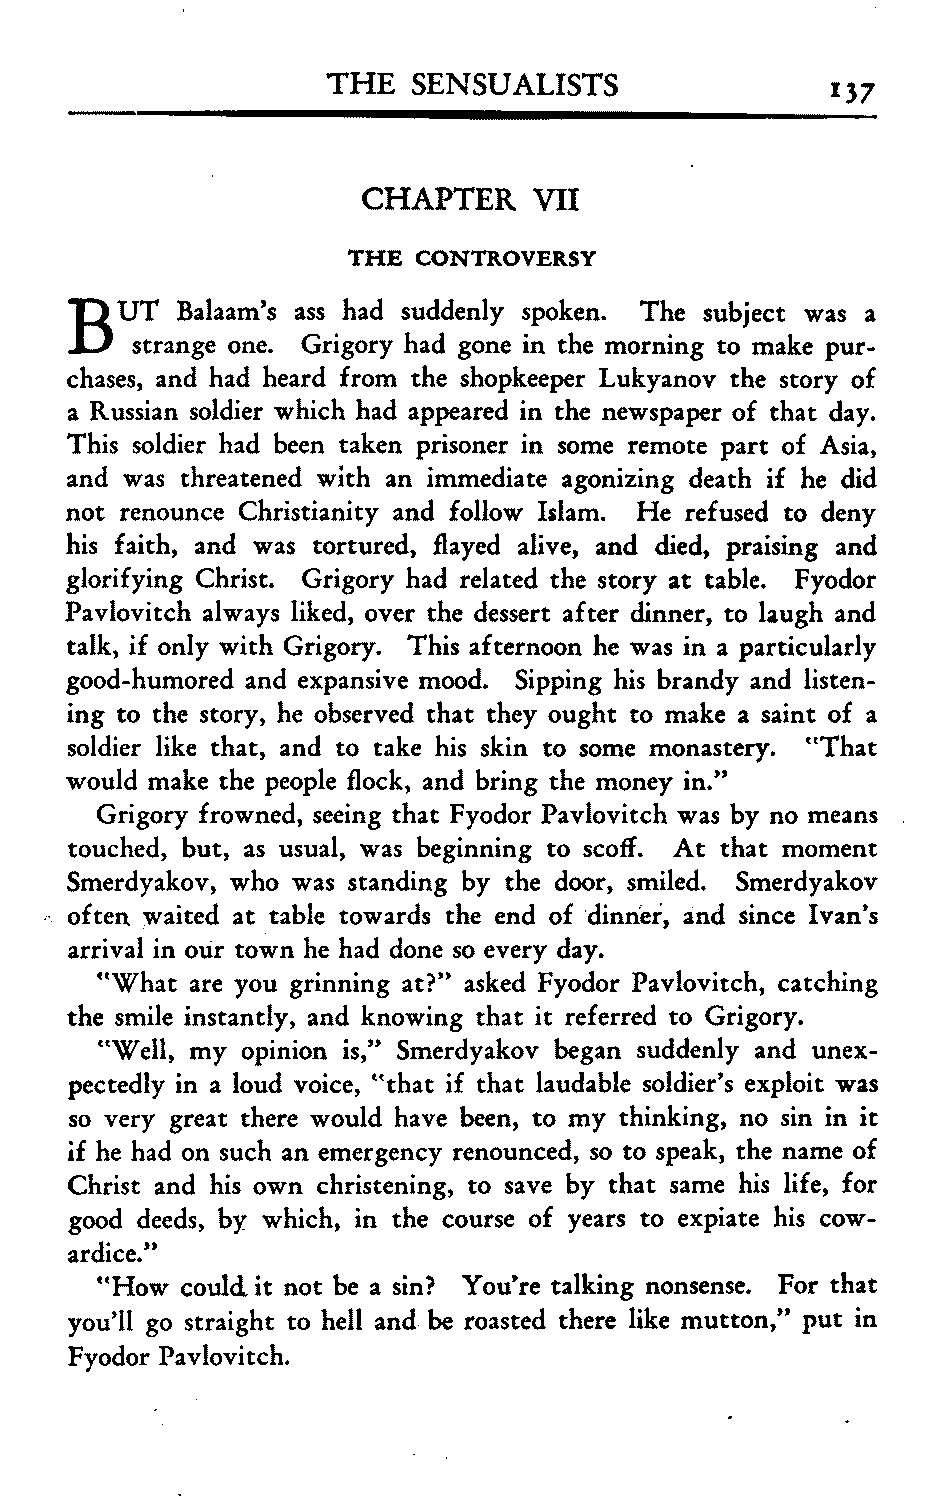 THE SENSUALISTS 137
CHAPTER VII
THE CONTROVERSY
BUT Balaam's ass had suddenly spoken. The subject was a
strange one. Grigory had gone in the morning to make pur-
chases, and had heard from the shopkeeper Lukyanov the story of
a Russian soldier which had appeared in the newspaper of that day.
This soldier had been taken prisoner in some remote part of Asia,
and was threatened with an immediate agonizing death if he did
not renounce Christianity and follow Islam. He refused to deny
his faith, and was tortured, flayed alive, and died, praising and
glorifying Christ. Grigory had related the story at table. Fyodor
Pavlovitch always liked, over the dessert after dinner, to laugh and
talk, if only with Grigory. This afternoon he was in a particularly
good-humored and expansive mood. Sipping his brandy and listen-
ing to the story, he observed that they ought to make a saint of a
soldier like that, and to take his skin to some monastery. "That
would make the people flock, and bring the money in."
Grigory frowned, seeing that Fyodor Pavlovitch was by no means
touched, but, as usual, was beginning to scoff. At that moment
Smerdyakov, who was standing by the door, smiled. Smerdyakov
often waited at table towards the end of dinner, and since Ivan's
arrival in our town he had done so every day.
"What are you grinning at?" asked Fyodor Pavlovitch, catching
the smile instantly, and knowing that it referred to Grigory.
"Well, my opinion is," Smerdyakov began suddenly and unex-
pectedly in a loud voice, "that if that laudable soldier's exploit was
so very great there would have been, to my thinking, no sin in it
if he had on such an emergency renounced, so to speak, the name of
Christ and his own christening, to save by that same his life, for
good deeds, by which, in the course of years to expiate his cow-
ardice."
"How could it not be a sin? You're talking nonsense. For that
you'll go straight to hell and be roasted there like mutton," put in
Fyodor Pavlovitch.